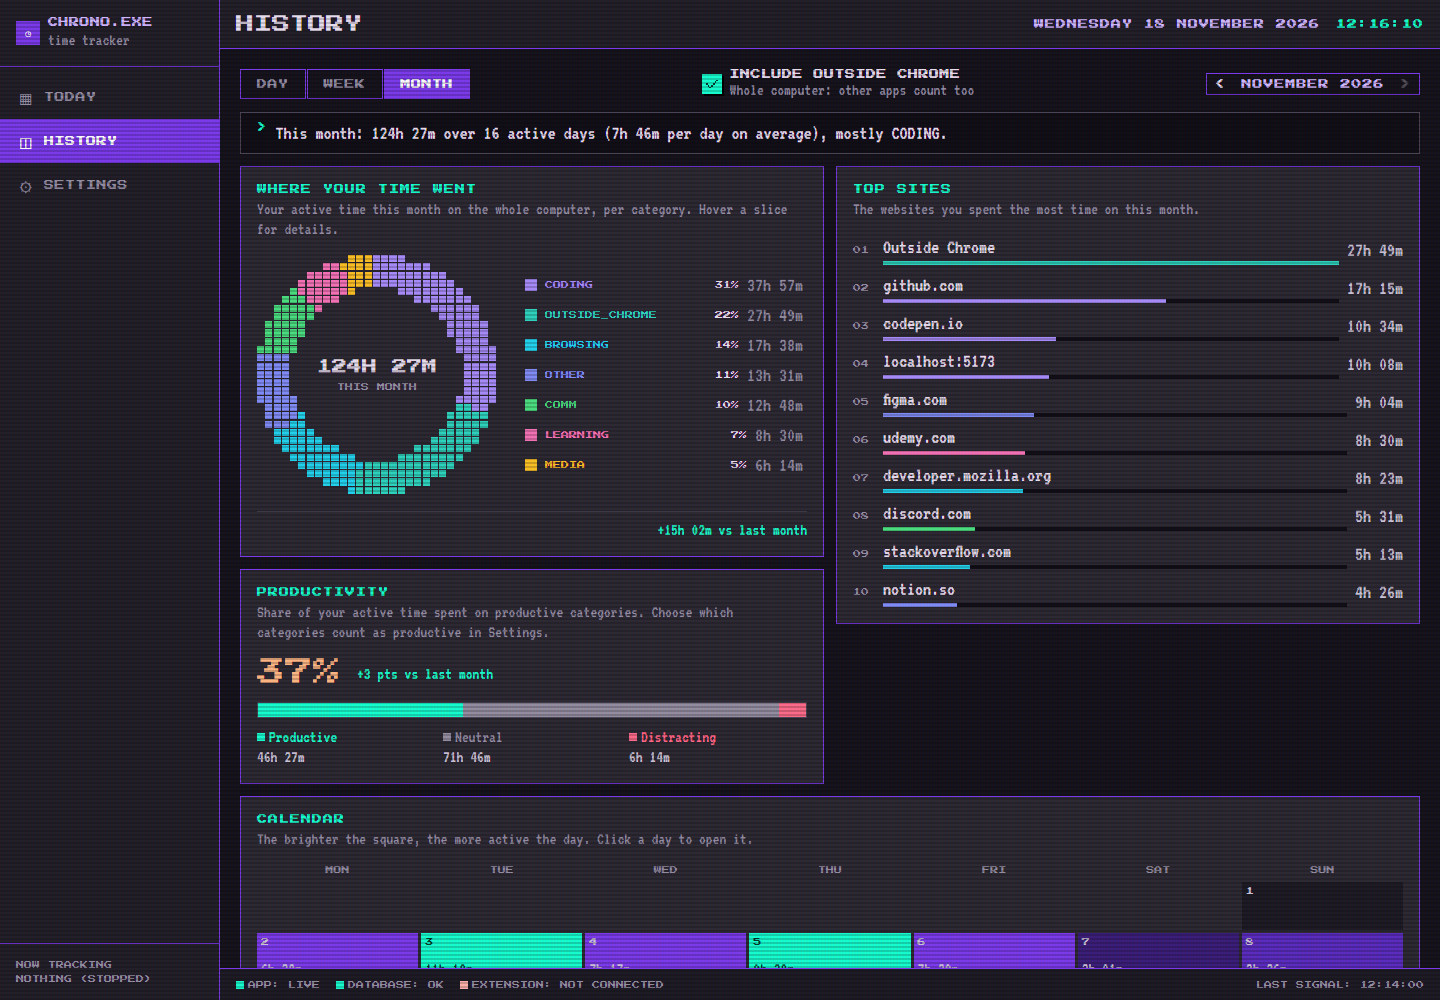 CHRONO.EXE
time tracker
TODAY
HISTORY
SETTINGS
NOW TRACKING
NOTHING (STOPPED)
HISTORY
WEDNESDAY 18 NOVEMBER 2026 12:16:10
DAY WEEK MONTH
INCLUDE OUTSIDE CHROME
Whole computer: other apps count too
< NOVEMBER 2026 >
> This month: 124h 27m over 16 active days (7h 46m per day on average), mostly CODING.
WHERE YOUR TIME WENT
Your active time this month on the whole computer, per category. Hover a slice
for details.
124H 27M
THIS MONTH
CODING 31% 37h 57m
OUTSIDE_CHROME 22% 27h 49m
BROWSING 14% 17h 38m
OTHER 11% 13h 31m
COMM 10% 12h 48m
LEARNING 7% 8h 30m
MEDIA 5% 6h 14m
+15h 02m vs last month
TOP SITES
The websites you spent the most time on this month.
01 Outside Chrome 27h 49m
02 github.com 17h 15m
03 codepen.io 10h 34m
04 localhost:5173 10h 08m
05 figma.com 9h 04m
06 udemy.com 8h 30m
07 developer.mozilla.org 8h 23m
08 discord.com 5h 31m
09 stackoverflow.com 5h 13m
10 notion.so 4h 26m
PRODUCTIVITY
Share of your active time spent on productive categories. Choose which
categories count as productive in Settings.
37% +3 pts vs last month
Productive Neutral Distracting
46h 27m 71h 46m 6h 14m
CALENDAR
The brighter the square, the more active the day. Click a day to open it.
MON TUE WED THU FRI SAT SUN
1
2 3 4 5 6 7 8
APP: LIVE DATABASE: OK EXTENSION: NOT CONNECTED
LAST SIGNAL: 12:14:00